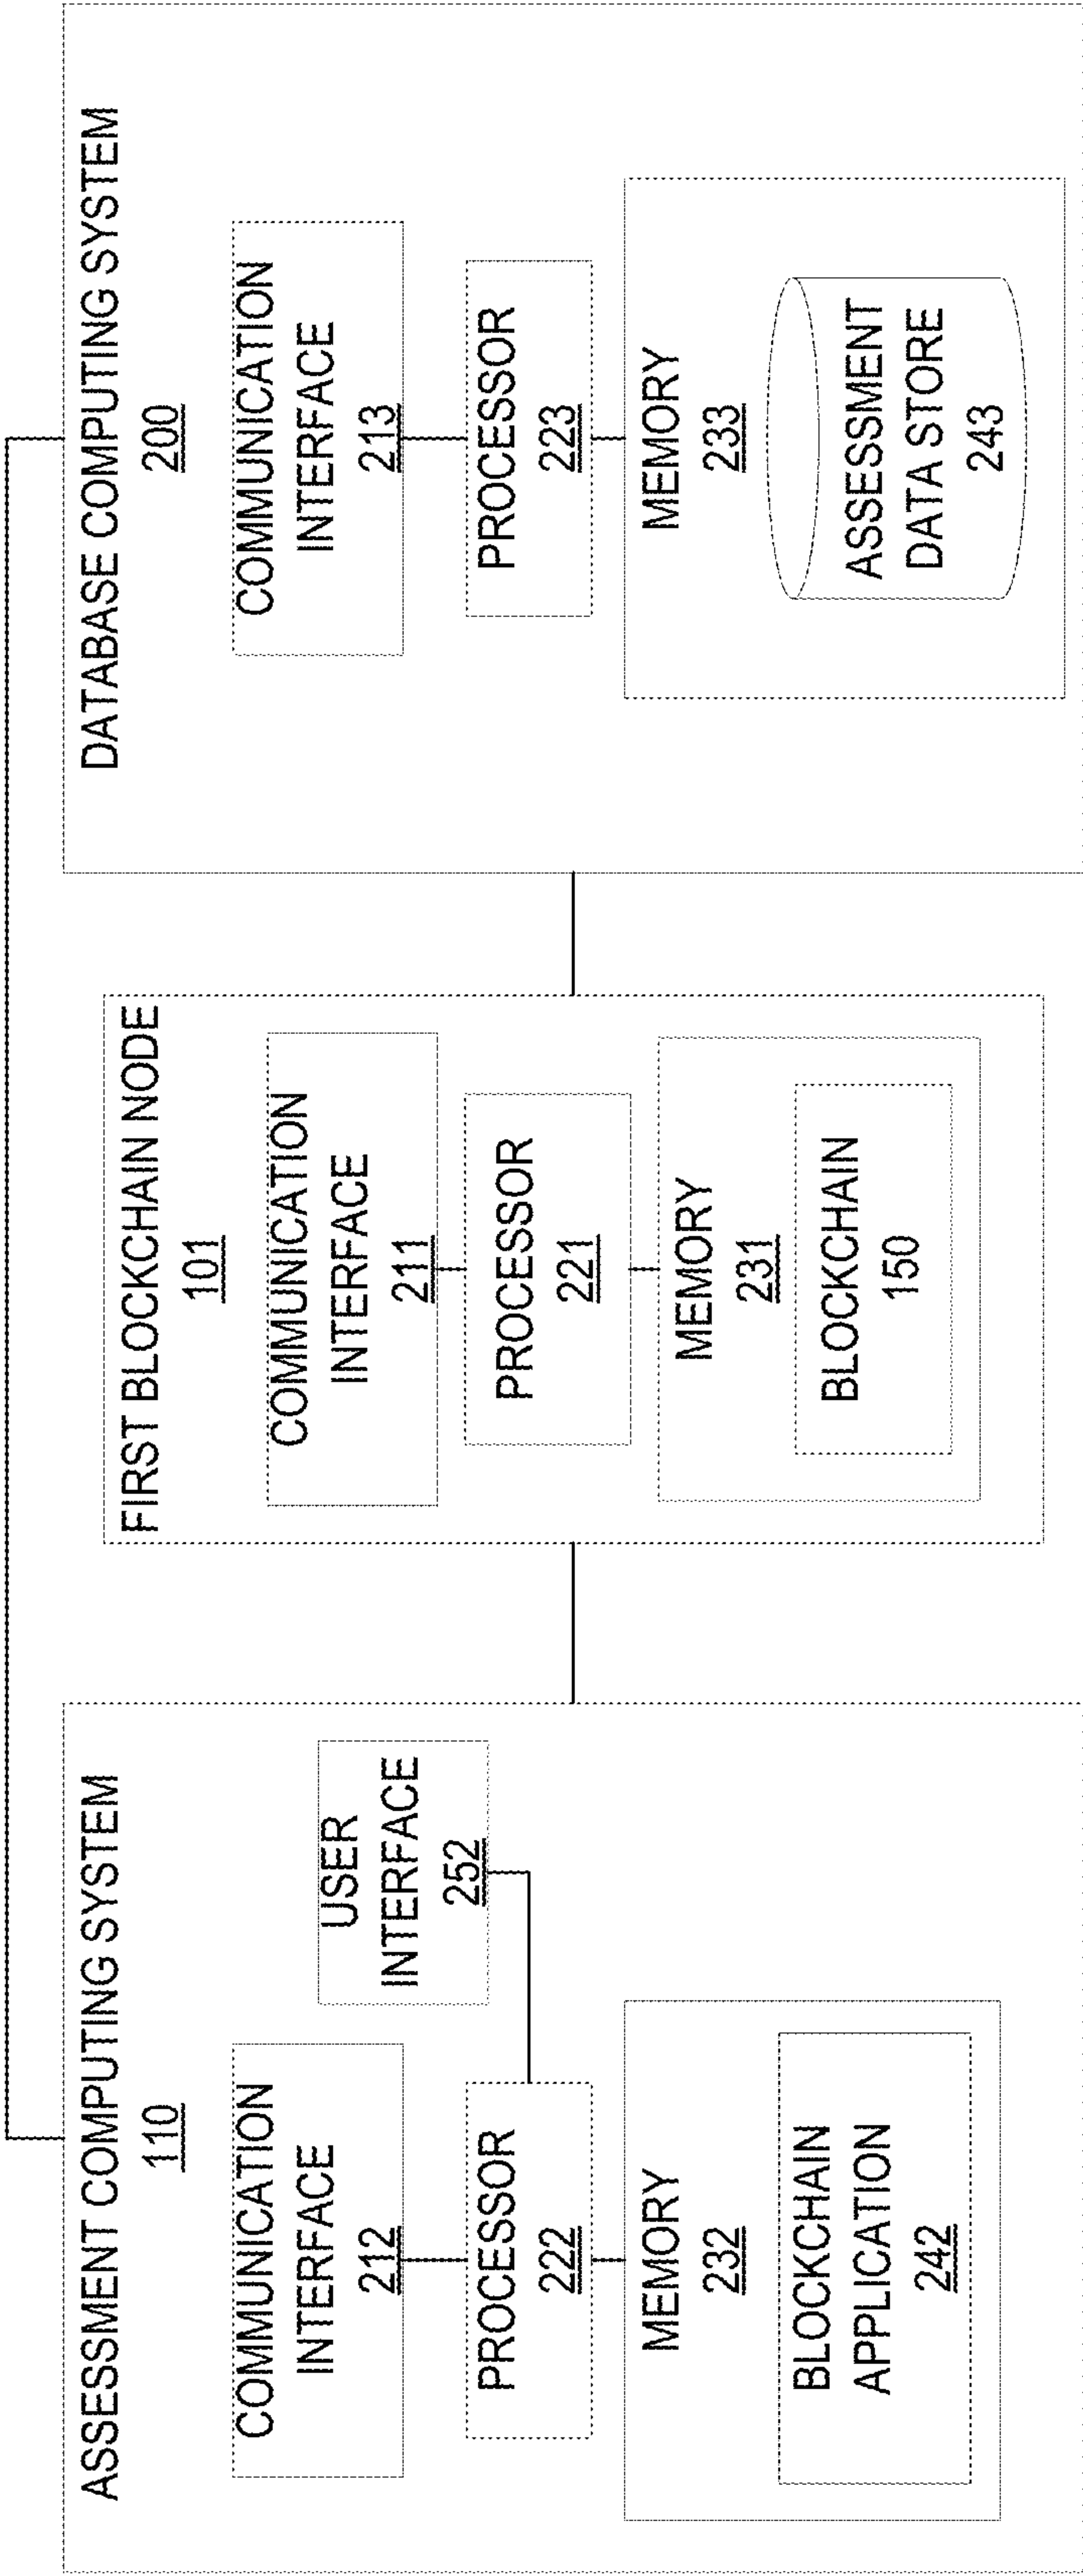 ASSESSMENT COMPUTING SYSTEM
110
COMMUNICATION
INTERFACE
212
USER
INTERFACE
252
PROCESSOR
222
MEMORY
232
BLOCKCHAIN
APPLICATION
242
FIRST BLOCKCHAIN NODE
101
COMMUNICATION
INTERFACE
211
PROCESSOR
221
MEMORY
231
BLOCKCHAIN
150
DATABASE COMPUTING SYSTEM
200
COMMUNICATION
INTERFACE
213
PROCESSOR
223
MEMORY
233
ASSESSMENT
DATA STORE
243